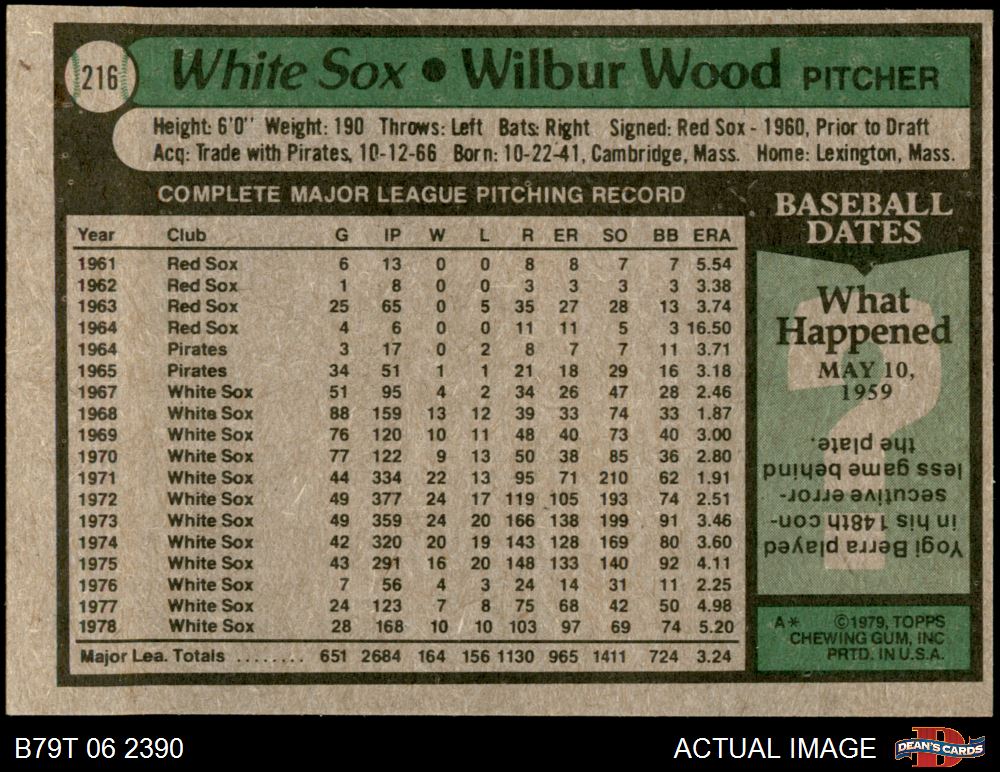 216
White Sox • Wilbur Wood PITCHER
Height: 6'0" Weight: 190 Throws: Left Bats: Right Signed: Red Sox - 1960, Prior to Draft
Acq: Trade with Pirates, 10-12-66 Born: 10-22-41, Cambridge, Mass. Home: Lexington, Mass.
COMPLETE MAJOR LEAGUE PITCHING RECORD
Year Club G IP W L R ER SO BB ERA
1961 Red Sox 6 13 0 0 8 8 7 7 5.54
1962 Red Sox 1 8 0 0 3 3 3 3 3.38
1963 Red Sox 25 65 0 5 35 27 28 13 3.74
1964 Red Sox 4 6 0 0 11 11 5 3 16.50
1964 Pirates 3 17 0 2 8 7 7 11 3.71
1965 Pirates 34 51 1 1 21 18 29 16 3.18
1967 White Sox 51 95 4 2 34 26 47 28 2.46
1968 White Sox 88 159 13 12 39 33 74 33 1.87
1969 White Sox 76 120 10 11 48 40 73 40 3.00
1970 White Sox 77 122 9 13 50 38 85 36 2.80
1971 White Sox 44 334 22 13 95 71 210 62 1.91
1972 White Sox 49 377 24 17 119 105 193 74 2.51
1973 White Sox 49 359 24 20 166 138 199 91 3.46
1974 White Sox 42 320 20 19 143 128 169 80 3.60
1975 White Sox 43 291 16 20 148 133 140 92 4.11
1976 White Sox 7 56 4 3 24 14 31 11 2.25
1977 White Sox 24 123 7 8 75 68 42 50 4.98
1978 White Sox 28 168 10 10 103 97 69 74 5.20
Major Lea. Totals ........ 651 2684 164 156 1130 965 1411 724 3.24
BASEBALL
DATES
What
Happened
MAY 10,
1959
Yogi Berra played
in his 148th con-
secutive error-
less game behind
the plate.
A* ©1979, TOPPS
CHEWING GUM, INC
PRTD. IN U.S.A.
B79T 06 2390
ACTUAL IMAGE
DEAN'S CARDS